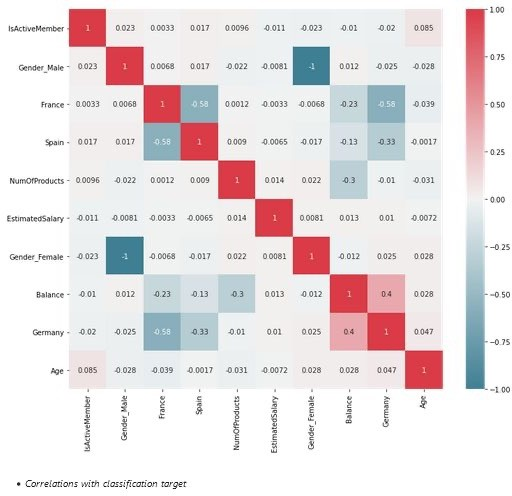 IsActiveMember 1 0.023 0.0033 0.017 0.0096 -0.011 -0.023 -0.01 -0.02 0.085
Gender_Male 0.023 1 0.0068 0.017 -0.022 -0.0081 -1 0.012 -0.025 -0.028
France 0.0033 0.0068 1 -0.58 0.0012 -0.0033 -0.0068 -0.23 -0.58 -0.039
Spain 0.017 0.017 -0.58 1 0.009 -0.0065 -0.017 -0.13 -0.33 -0.0017
NumOfProducts 0.0096 -0.022 0.0012 0.009 1 0.014 0.022 -0.3 -0.01 -0.031
EstimatedSalary -0.011 -0.0081 -0.0033 -0.0065 0.014 1 0.0081 0.013 0.01 -0.0072
Gender_Female -0.023 -1 -0.0068 -0.017 0.022 0.0081 1 -0.012 0.025 0.028
Balance -0.01 0.012 -0.23 -0.13 -0.3 0.013 -0.012 1 0.4 0.028
Germany -0.02 -0.025 -0.58 -0.33 -0.01 0.01 0.025 0.4 1 0.047
Age 0.085 -0.028 -0.039 -0.0017 -0.031 -0.0072 0.028 0.028 0.047 1
IsActiveMember Gender_Male France Spain NumOfProducts EstimatedSalary Gender_Female Balance Germany Age
1.00
0.75
0.50
0.25
0.00
−0.25
−0.50
−0.75
−1.00
• Correlations with classification target